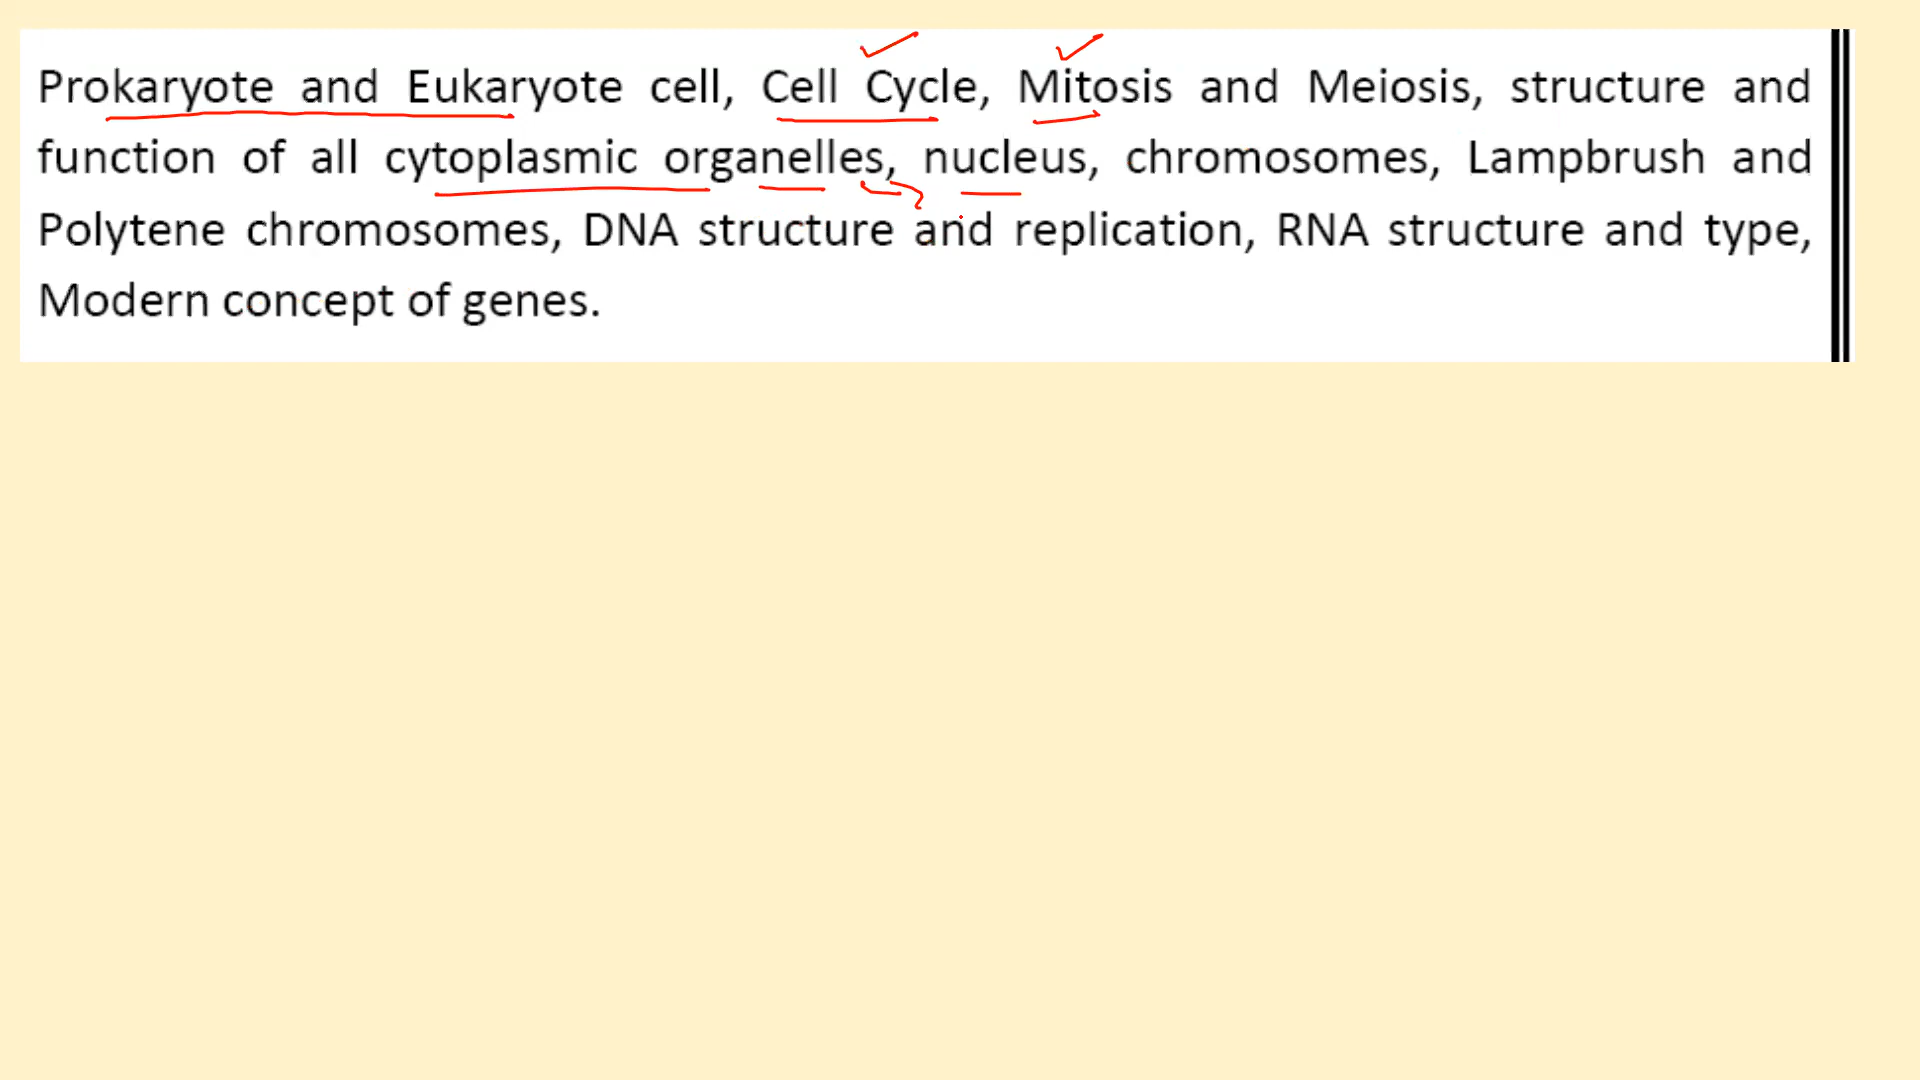 Prokaryote and Eukaryote cell, Cell Cycle, Mitosis and Meiosis, structure and
function of all cytoplasmic organelles, nucleus, chromosomes, Lampbrush and
Polytene chromosomes, DNA structure and replication, RNA structure and type,
Modern concept of genes.